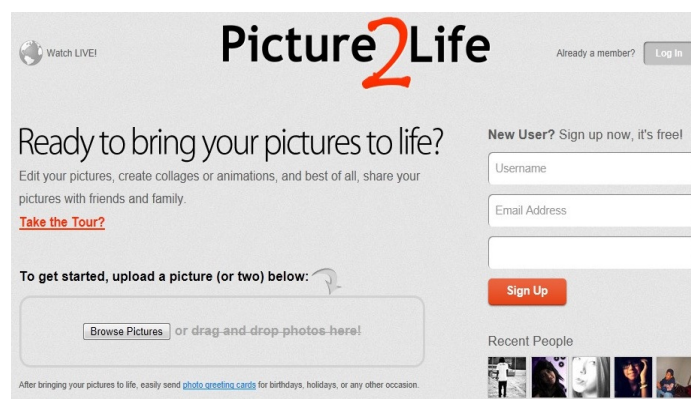 Watch LIVE!
Picture2Life
Already a member?
Log In
Ready to bring your pictures to life?
Edit your pictures, create collages or animations, and best of all, share your
pictures with friends and family.
Take the Tour?
New User? Sign up now, it's free!
Username
Email Address
Sign Up
To get started, upload a picture (or two) below:
Browse Pictures or drag and drop photos here!
After bringing your pictures to life, easily send photo greeting cards for birthdays, holidays, or any other occasion.
Recent People